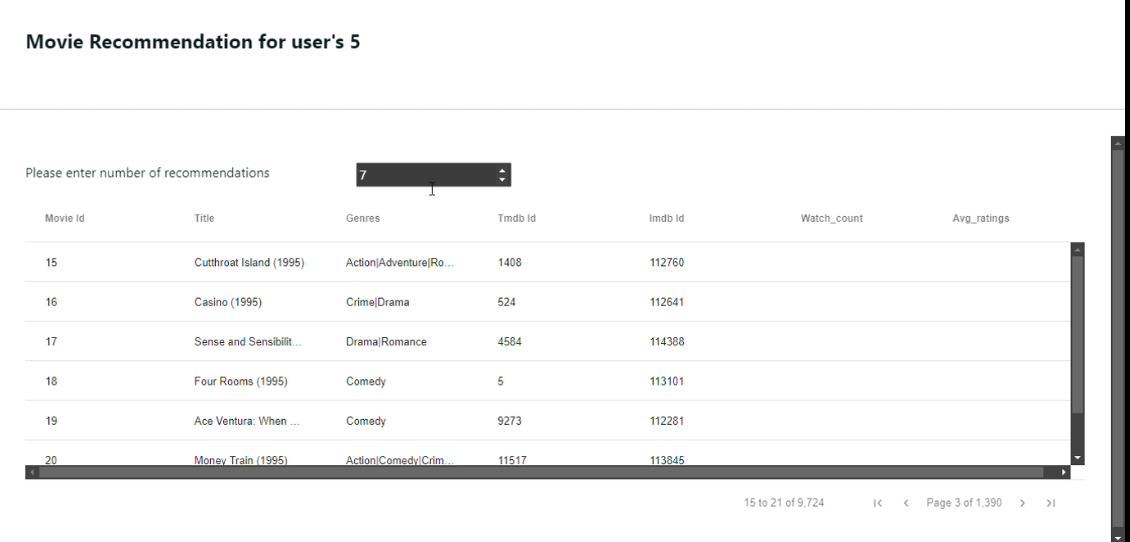 Movie Recommendation for user's 5
Please enter number of recommendations 7
Movie Id Title Genres Tmdb Id Imdb Id Watch_count Avg_ratings
15 Cutthroat Island (1995) Action|Adventure|Ro... 1408 112760
16 Casino (1995) Crime|Drama 524 112641
17 Sense and Sensibilit... Drama|Romance 4584 114388
18 Four Rooms (1995) Comedy 5 113101
19 Ace Ventura: When ... Comedy 9273 112281
20 Money Train (1995) Action|Comedy|Crim... 11517 113845
15 to 21 of 9,724 Page 3 of 1,390